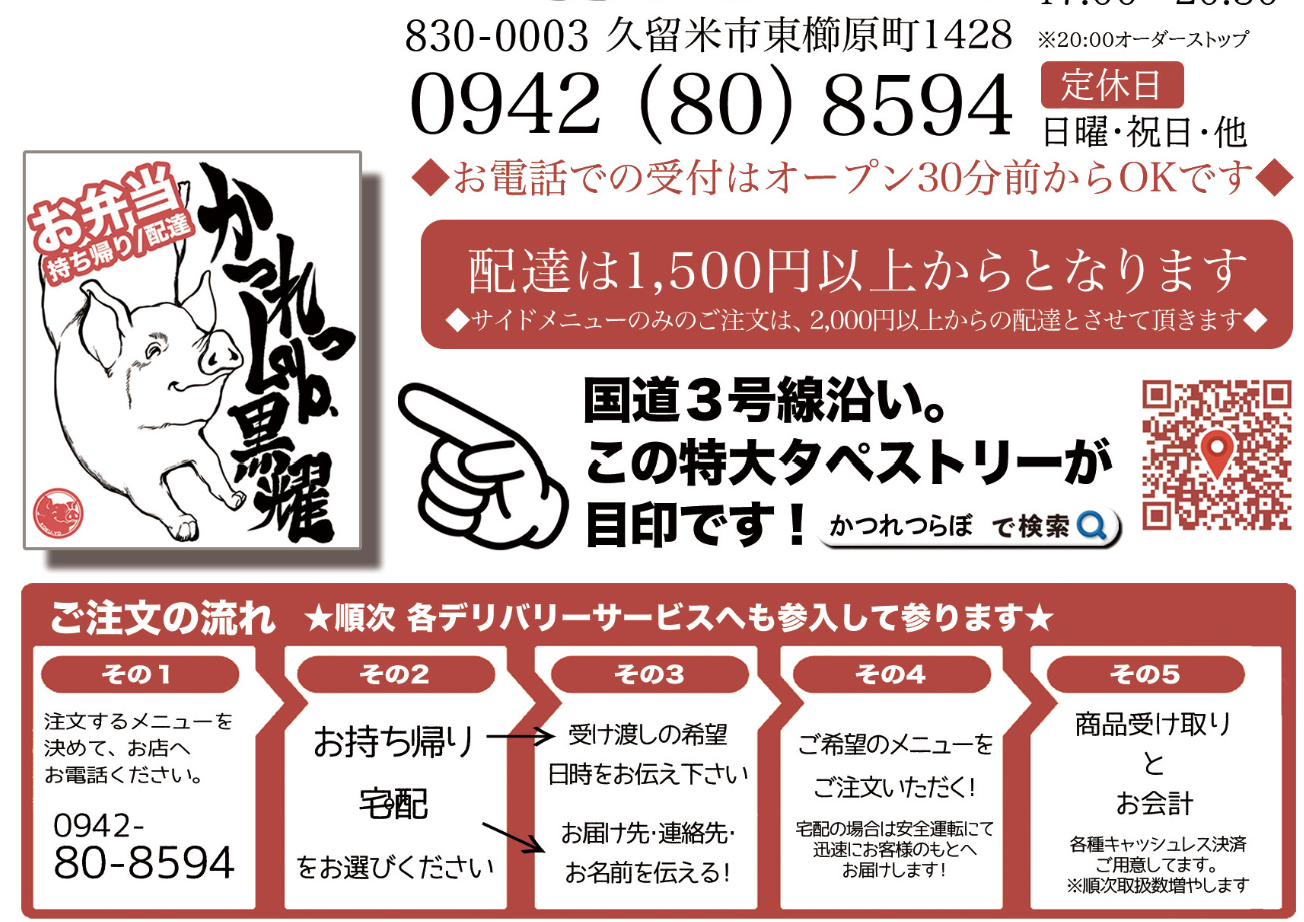 830-0003 久留米市東櫛原町1428
※20:00オーダーストップ
0942 (80) 8594
定休日
日曜・祝日・他
◆お電話での受付はオープン30分前からOKです◆
お弁当
持ち帰り/配達
かつれつ
Labo.
黒耀
配達は1,500円以上からとなります
◆サイドメニューのみのご注文は、2,000円以上からの配達とさせて頂きます◆
国道３号線沿い。
この特大タペストリーが
目印です！
かつれつらぼ で検索
ご注文の流れ ★順次 各デリバリーサービスへも参入して参ります★
その１
注文するメニューを
決めて、お店へ
お電話ください。
0942-
80-8594
その2
お持ち帰り
宅配
をお選びください
その3
受け渡しの希望
日時をお伝え下さい
お届け先・連絡先・
お名前を伝える！
その4
ご希望のメニューを
ご注文いただく！
宅配の場合は安全運転にて
迅速にお客様のもとへ
お届けします！
その5
商品受け取り
と
お会計
各種キャッシュレス決済
ご用意してます。
※順次取扱数増やします